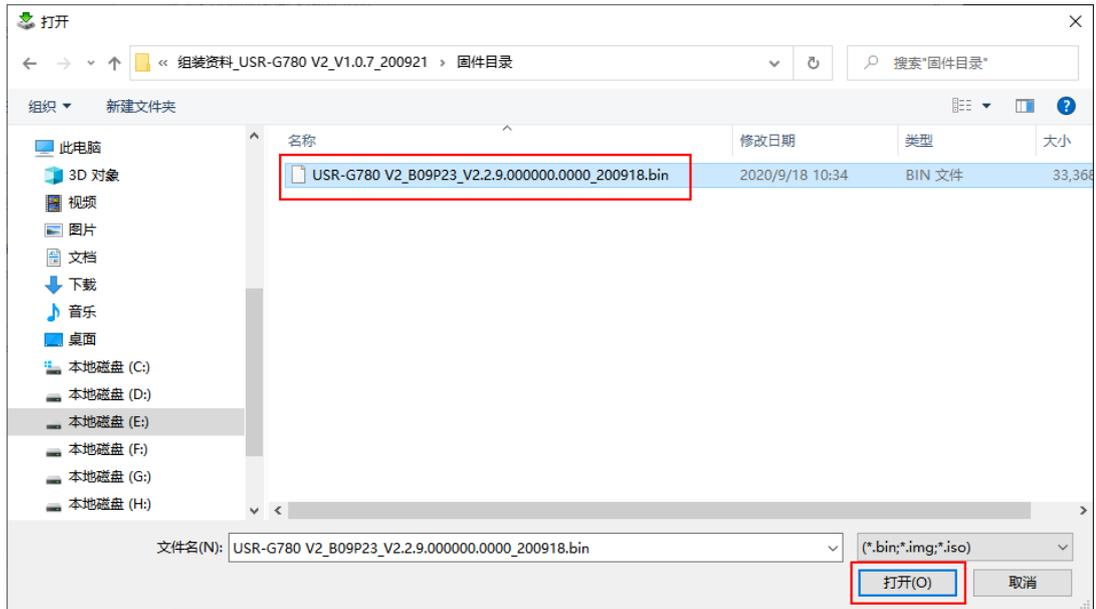 打开
« 组装资料_USR-G780 V2_V1.0.7_200921 › 固件目录
搜索"固件目录"
组织
新建文件夹
名称 修改日期 类型 大小
USR-G780 V2_B09P23_V2.2.9.000000.0000_200918.bin 2020/9/18 10:34 BIN 文件 33,368
此电脑
3D 对象
视频
图片
文档
下载
音乐
桌面
本地磁盘 (C:)
本地磁盘 (D:)
本地磁盘 (E:)
本地磁盘 (F:)
本地磁盘 (G:)
本地磁盘 (H:)
文件名(N): USR-G780 V2_B09P23_V2.2.9.000000.0000_200918.bin (*.bin;*.img;*.iso)
打开(O) 取消